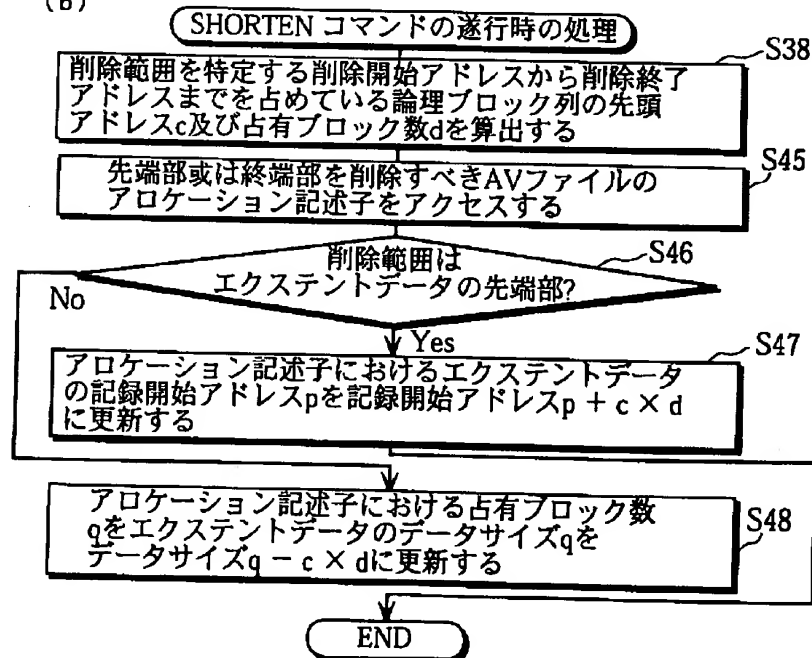 (b)
SHORTEN コマンドの遂行時の処理
S38
削除範囲を特定する削除開始アドレスから削除終了
アドレスまでを占めている論理ブロック列の先頭
アドレスc及び占有ブロック数dを算出する
S45
先端部或は終端部を削除すべきAVファイルの
アロケーション記述子をアクセスする
S46
削除範囲は
エクステントデータの先端部?
No
Yes
S47
アロケーション記述子におけるエクステントデータ
の記録開始アドレスpを記録開始アドレスp + c × d
に更新する
S48
アロケーション記述子における占有ブロック数
qをエクステントデータのデータサイズqを
データサイズq − c × dに更新する
END